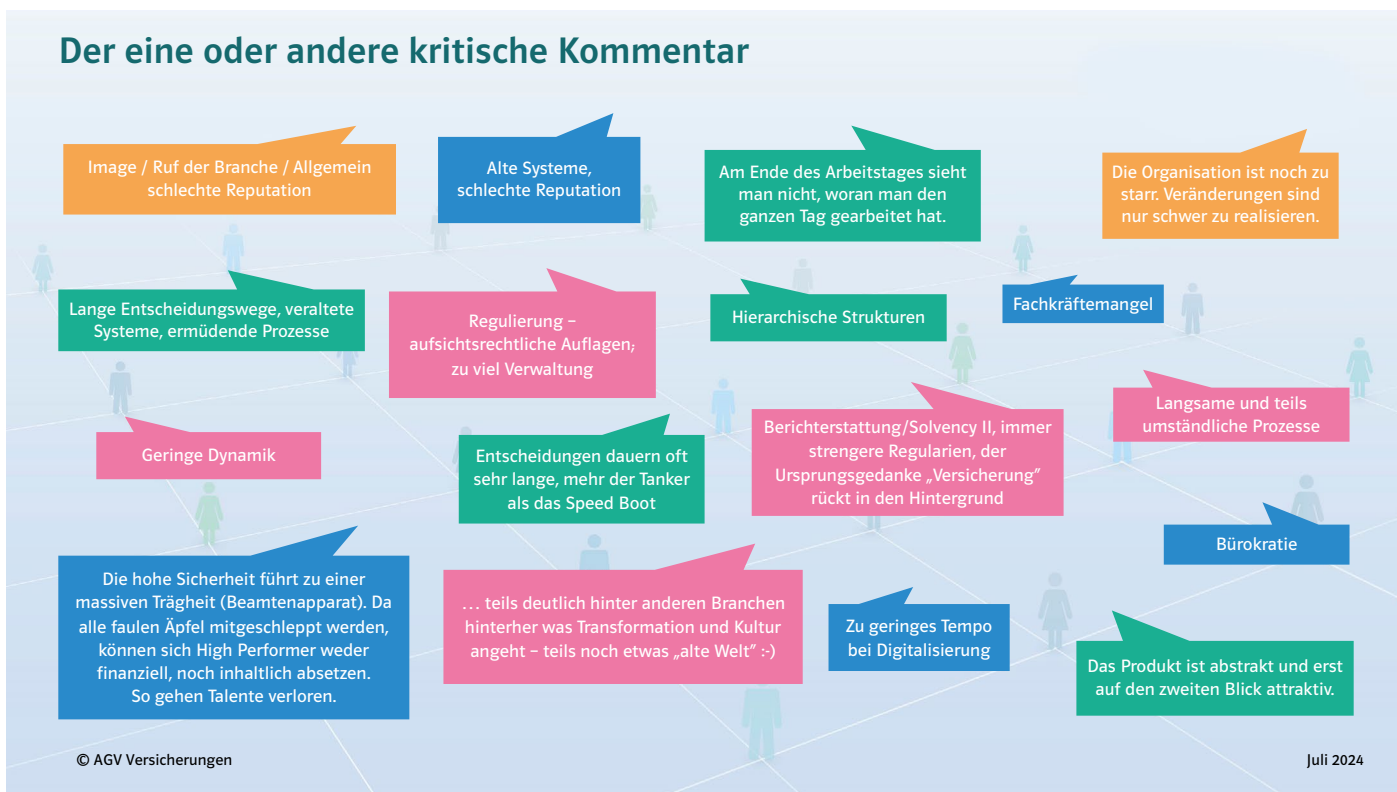 Der eine oder andere kritische Kommentar
Image / Ruf der Branche / Allgemein
schlechte Reputation
Alte Systeme,
schlechte Reputation
Am Ende des Arbeitstages sieht
man nicht, woran man den
ganzen Tag gearbeitet hat.
Die Organisation ist noch zu
starr. Veränderungen sind
nur schwer zu realisieren.
Lange Entscheidungswege, veraltete
Systeme, ermüdende Prozesse
Regulierung –
aufsichtsrechtliche Auflagen;
zu viel Verwaltung
Hierarchische Strukturen
Fachkräftemangel
Geringe Dynamik
Entscheidungen dauern oft
sehr lange, mehr der Tanker
als das Speed Boot
Berichterstattung/Solvency II, immer
strengere Regularien, der
Ursprungsgedanke „Versicherung”
rückt in den Hintergrund
Langsame und teils
umständliche Prozesse
Bürokratie
Die hohe Sicherheit führt zu einer
massiven Trägheit (Beamtenapparat). Da
alle faulen Äpfel mitgeschleppt werden,
können sich High Performer weder
finanziell, noch inhaltlich absetzen.
So gehen Talente verloren.
… teils deutlich hinter anderen Branchen
hinterher was Transformation und Kultur
angeht – teils noch etwas „alte Welt” :-)
Zu geringes Tempo
bei Digitalisierung
Das Produkt ist abstrakt und erst
auf den zweiten Blick attraktiv.
© AGV Versicherungen
Juli 2024